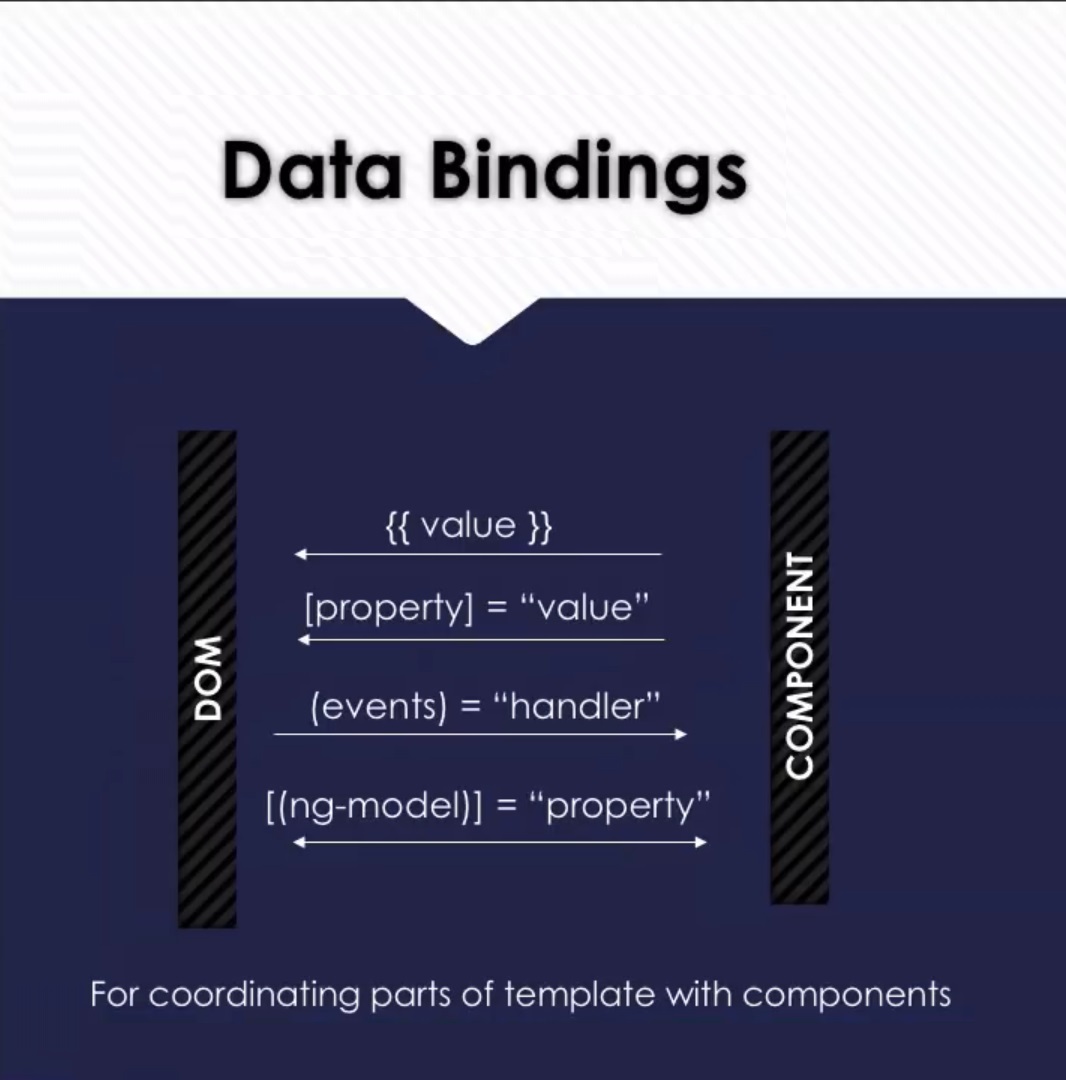 Data Bindings
DOM
{{ value }}
[property] = “value”
(events) = “handler”
[(ng-model)] = “property”
COMPONENT
For coordinating parts of template with components